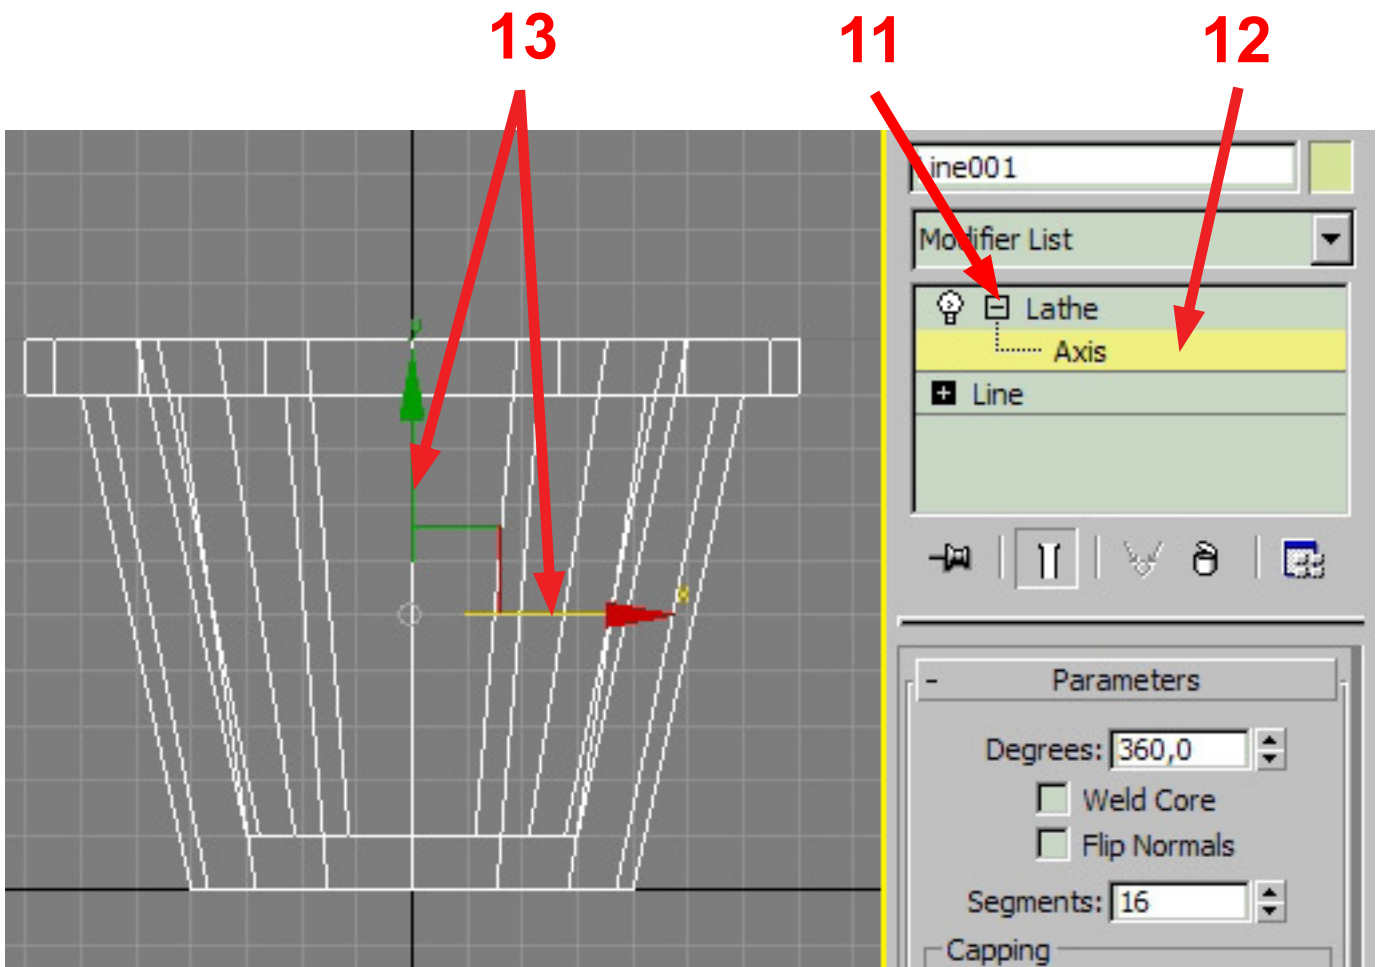 13
11
12
Line001
Modifier List
Lathe
Axis
Line
y
x
Parameters
Degrees: 360,0
Weld Core
Flip Normals
Segments: 16
Capping